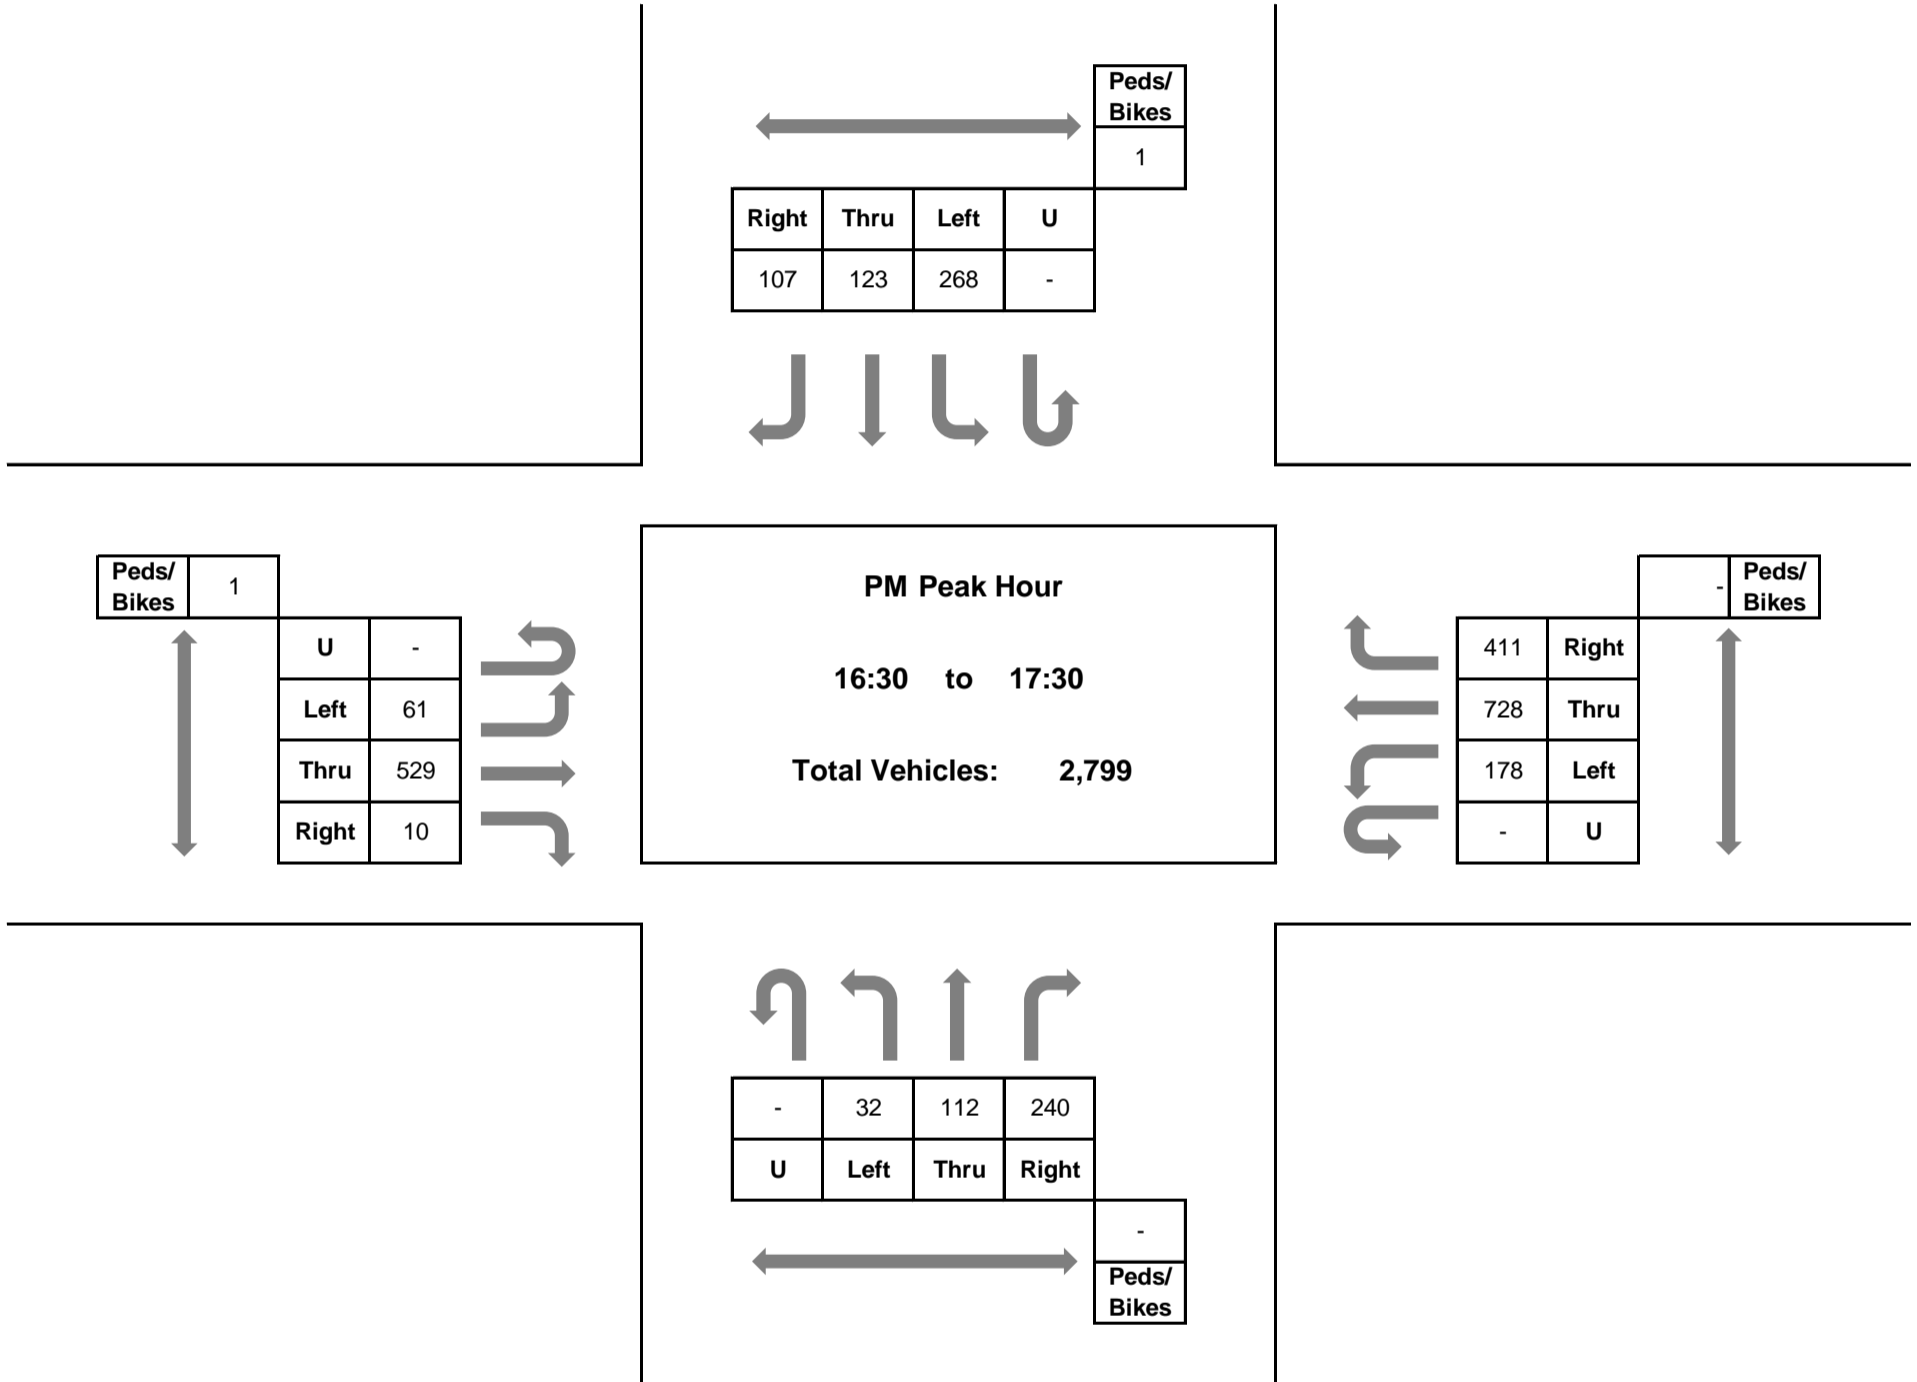 Peds/
Bikes
1
Right Thru Left U
107 123 268 -
Peds/
Bikes 1
U -
Left 61
Thru 529
Right 10
PM Peak Hour
16:30 to 17:30
Total Vehicles: 2,799
- Peds/
Bikes
411 Right
728 Thru
178 Left
- U
- 32 112 240
U Left Thru Right
-
Peds/
Bikes